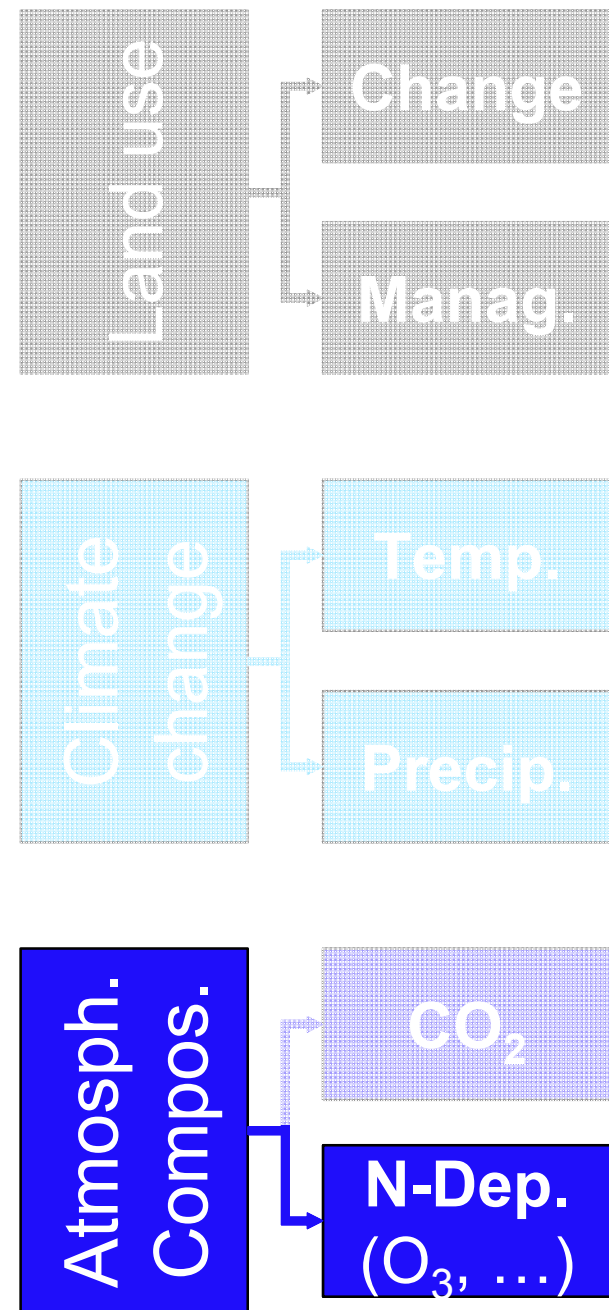 Land use
Change
Manag.
Climate
change
Temp.
Precip.
Atmosph.
Compos.
CO₂
N-Dep.
(O₃, ...)